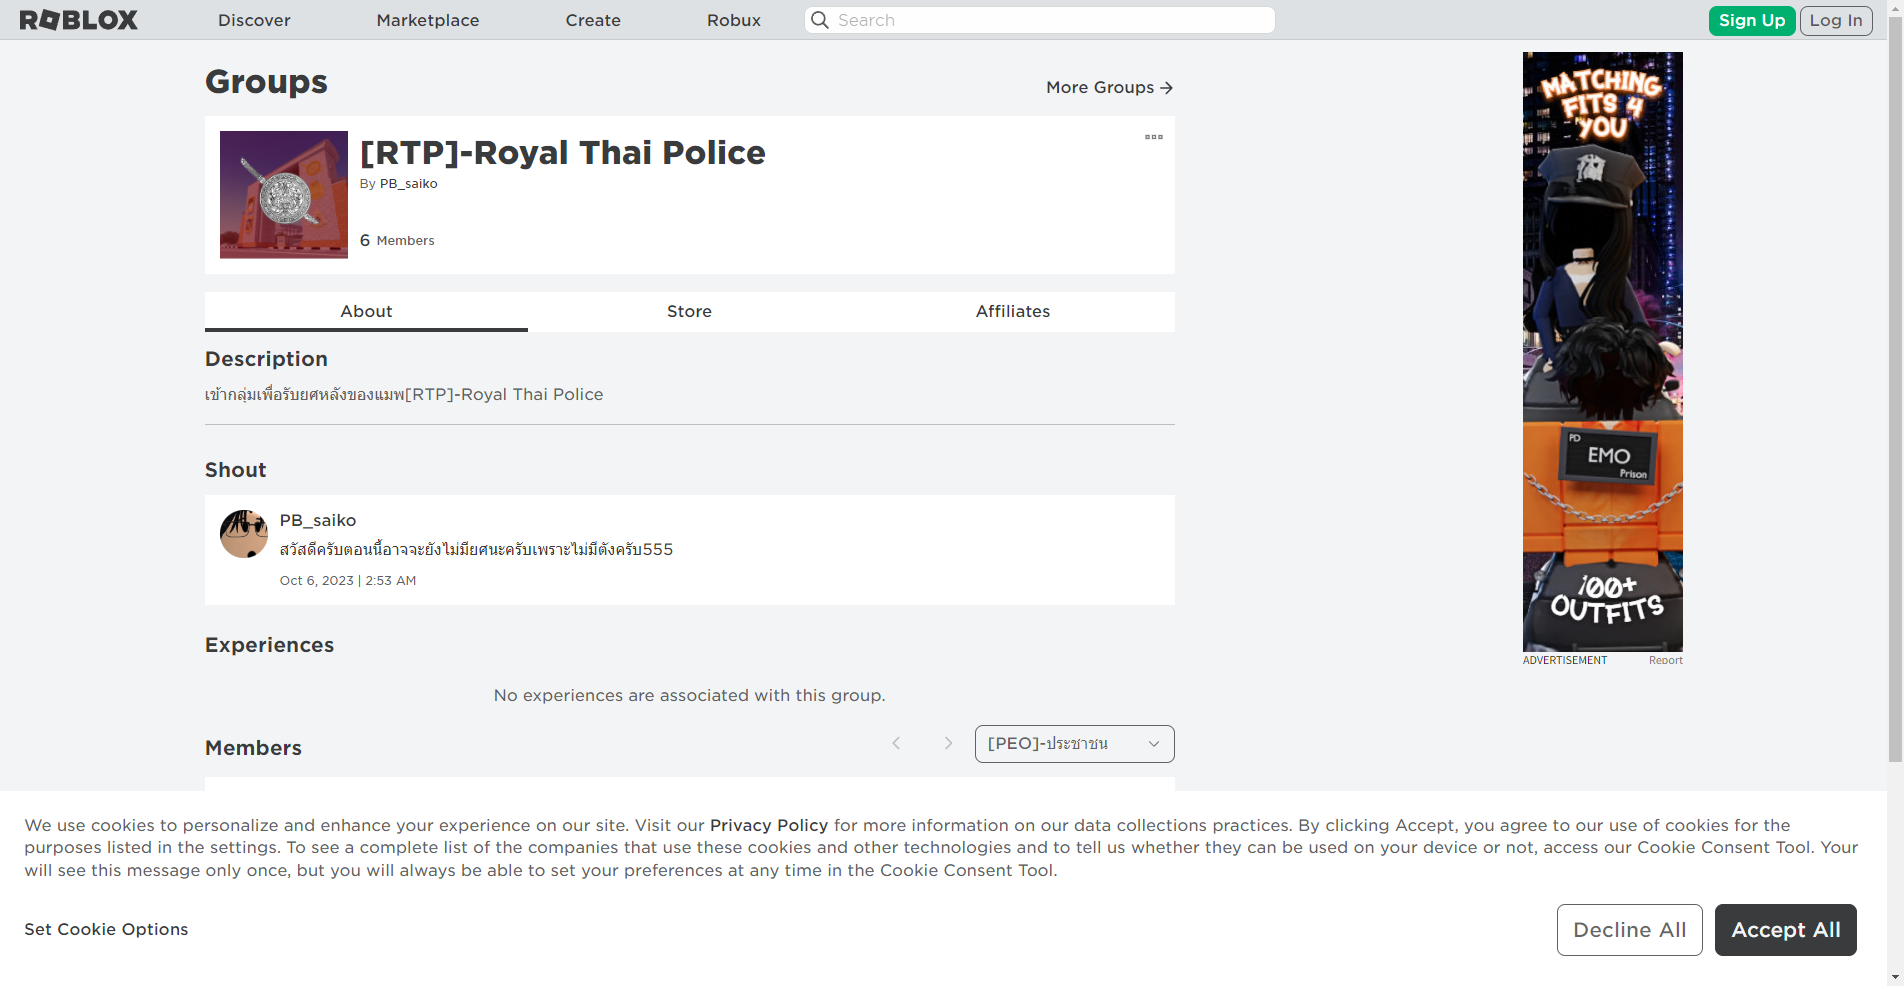 ROBLOX
Discover
Marketplace
Create
Robux
Search
Sign Up
Log In
Groups
More Groups
[RTP]-Royal Thai Police
By PB_saiko
6 Members
About
Store
Affiliates
Description
เข้ากลุ่มเพื่อรับยศหลังของแมพ[RTP]-Royal Thai Police
Shout
PB_saiko
สวัสดีครับตอนนี้อาจจะยังไม่มียศนะครับเพราะไม่มีตังครับ555
Oct 6, 2023 | 2:53 AM
Experiences
No experiences are associated with this group.
Members
[PEO]-ประชาชน
MATCHING
FITS 4
YOU
PD
EMO
Prison
100+
OUTFITS
ADVERTISEMENT
Report
We use cookies to personalize and enhance your experience on our site. Visit our Privacy Policy for more information on our data collections practices. By clicking Accept, you agree to our use of cookies for the
purposes listed in the settings. To see a complete list of the companies that use these cookies and other technologies and to tell us whether they can be used on your device or not, access our Cookie Consent Tool. Your
will see this message only once, but you will always be able to set your preferences at any time in the Cookie Consent Tool.
Set Cookie Options
Decline All
Accept All